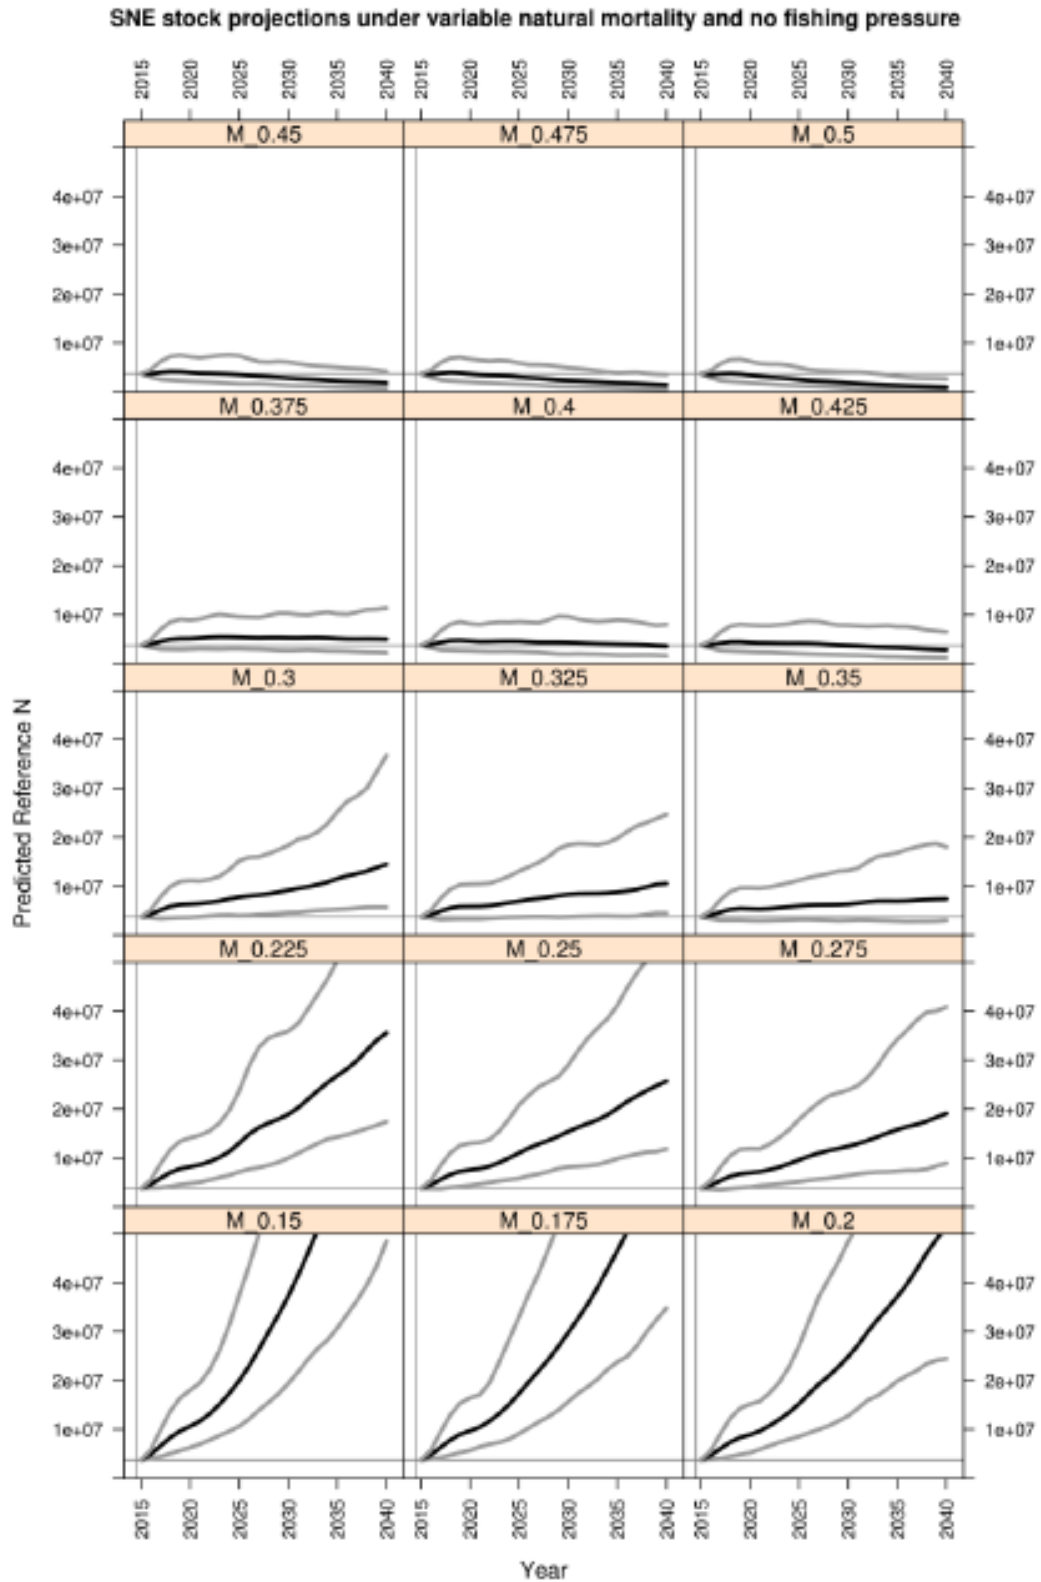 SNE stock projections under variable natural mortality and no fishing pressure
2015 2020 2025 2030 2035 2040 2015 2020 2025 2030 2035 2040 2015 2020 2025 2030 2035 2040
M_0.45 M_0.475 M_0.5
4e+07 4e+07
3e+07 3e+07
2e+07 2e+07
1e+07 1e+07
M_0.375 M_0.4 M_0.425
4e+07 4e+07
3e+07 3e+07
2e+07 2e+07
1e+07 1e+07
M_0.3 M_0.325 M_0.35
4e+07 4e+07
3e+07 3e+07
2e+07 2e+07
1e+07 1e+07
Predicted Reference N
M_0.225 M_0.25 M_0.275
4e+07 4e+07
3e+07 3e+07
2e+07 2e+07
1e+07 1e+07
M_0.15 M_0.175 M_0.2
4e+07 4e+07
3e+07 3e+07
2e+07 2e+07
1e+07 1e+07
2015 2020 2025 2030 2035 2040 2015 2020 2025 2030 2035 2040 2015 2020 2025 2030 2035 2040
Year